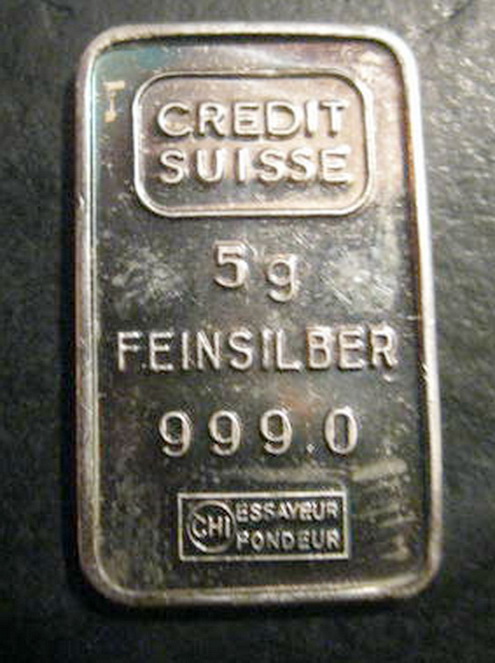 CREDIT
SUISSE
5g
FEINSILBER
999.0
CHI ESSAYEUR
FONDEUR